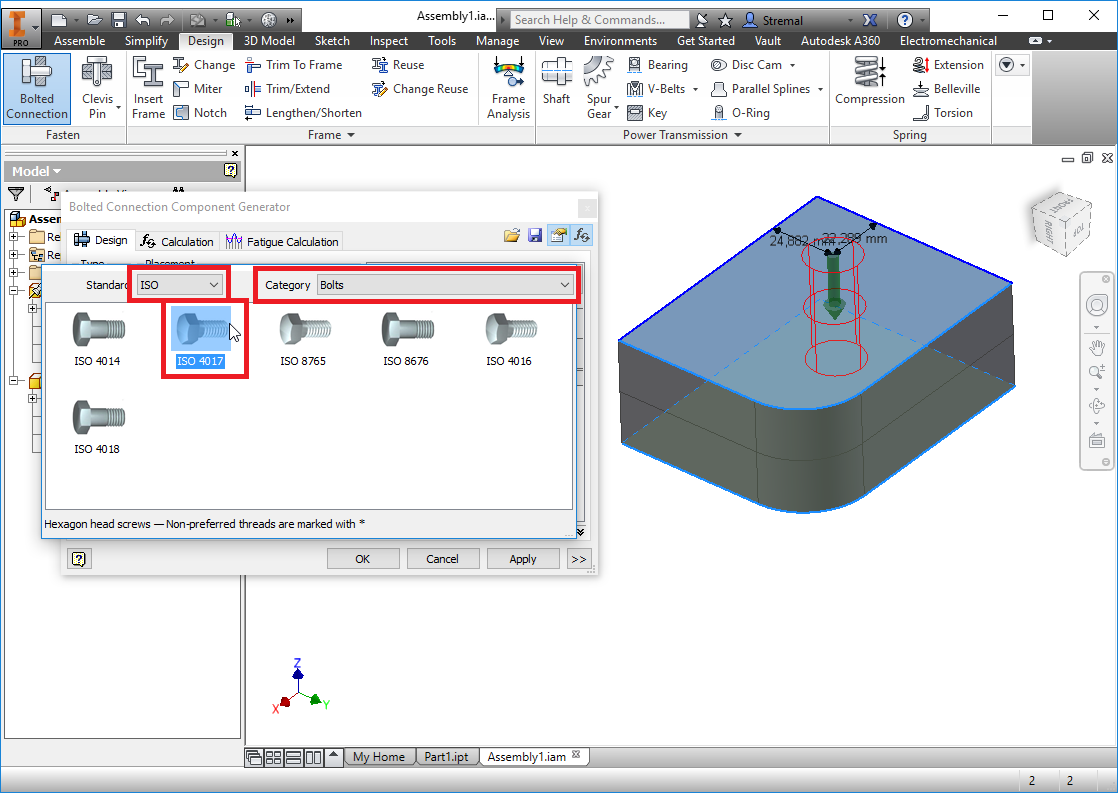 Assembly1.ia...
Search Help & Commands...
Stremal
PRO
Assemble Simplify Design 3D Model Sketch Inspect Tools Manage View Environments Get Started Vault Autodesk A360 Electromechanical
Bolted Connection
Clevis Pin
Insert Frame
Change
Miter
Notch
Trim To Frame
Trim/Extend
Lengthen/Shorten
Reuse
Change Reuse
Frame Analysis
Shaft
Spur Gear
Bearing
V-Belts
Key
Disc Cam
Parallel Splines
O-Ring
Compression
Extension
Belleville
Torsion
Fasten Frame Power Transmission Spring
Model
Assem
Re
Re
Bolted Connection Component Generator
Design Calculation Fatigue Calculation
Type Placement
Standard ISO Category Bolts
ISO 4014 ISO 4017 ISO 8765 ISO 8676 ISO 4016
ISO 4018
Hexagon head screws — Non-preferred threads are marked with *
OK Cancel Apply >>
24,882 mm
FRONT
RIGHT
TOP
Z
X
Y
My Home Part1.ipt Assembly1.iam
2 2